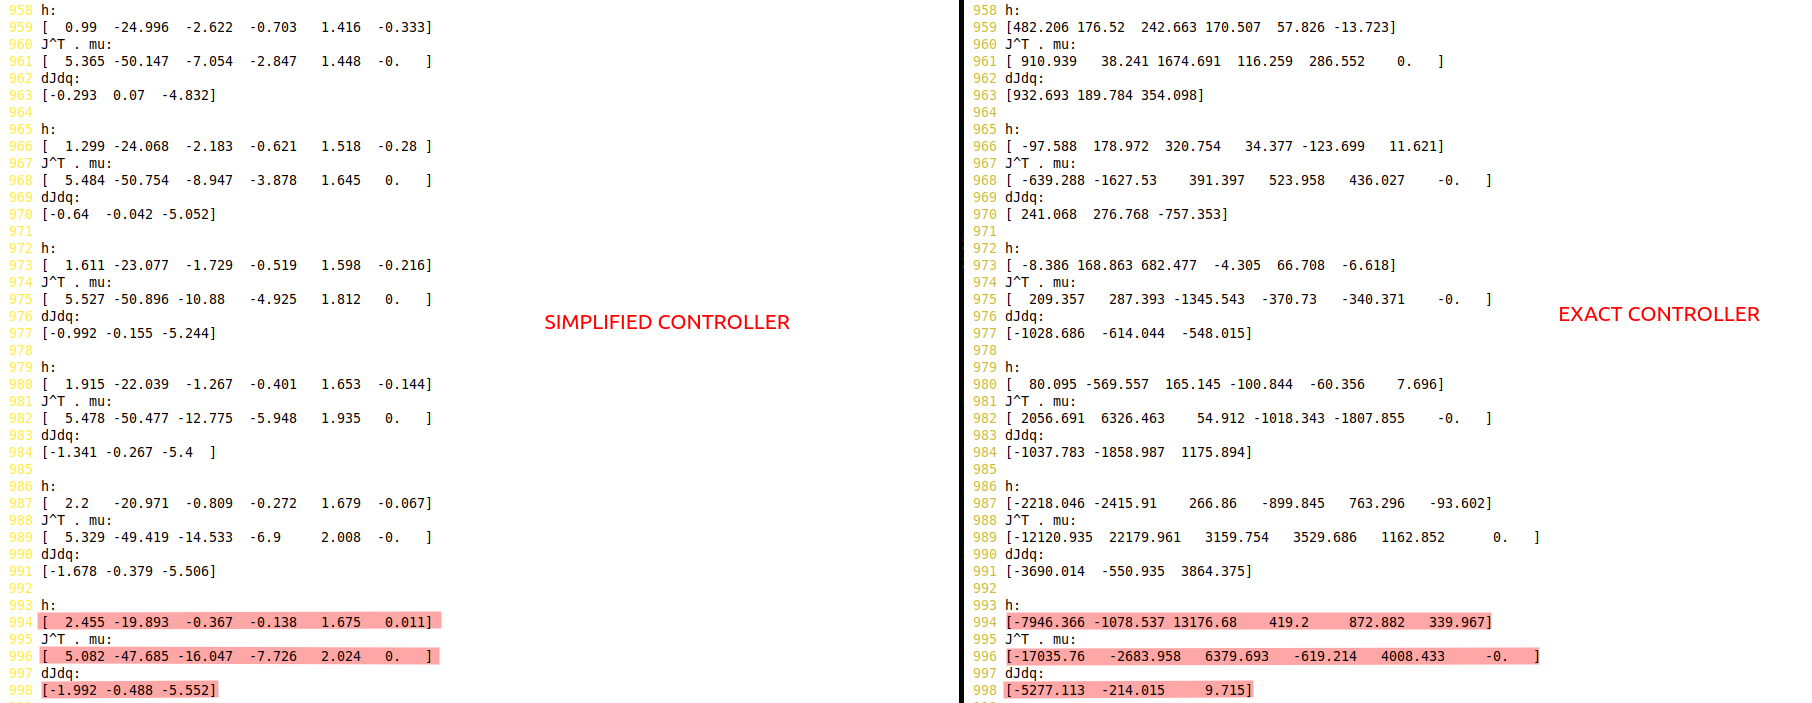 958 h:
959 [  0.99  -24.996  -2.622  -0.703   1.416  -0.333]
960 J^T . mu:
961 [  5.365 -50.147  -7.054  -2.847   1.448  -0.   ]
962 dJdq:
963 [-0.293  0.07  -4.832]
964
965 h:
966 [  1.299 -24.068  -2.183  -0.621   1.518  -0.28 ]
967 J^T . mu:
968 [  5.484 -50.754  -8.947  -3.878   1.645   0.   ]
969 dJdq:
970 [-0.64  -0.042 -5.052]
971
972 h:
973 [  1.611 -23.077  -1.729  -0.519   1.598  -0.216]
974 J^T . mu:
975 [  5.527 -50.896 -10.88   -4.925   1.812   0.   ]
976 dJdq:
977 [-0.992 -0.155 -5.244]
978
979 h:
980 [  1.915 -22.039  -1.267  -0.401   1.653  -0.144]
981 J^T . mu:
982 [  5.478 -50.477 -12.775  -5.948   1.935   0.   ]
983 dJdq:
984 [-1.341 -0.267 -5.4  ]
985
986 h:
987 [  2.2   -20.971  -0.809  -0.272   1.679  -0.067]
988 J^T . mu:
989 [  5.329 -49.419 -14.533  -6.9     2.008  -0.   ]
990 dJdq:
991 [-1.678 -0.379 -5.506]
992
993 h:
994 [  2.455 -19.893  -0.367  -0.138   1.675   0.011]
995 J^T . mu:
996 [  5.082 -47.685 -16.047  -7.726   2.024   0.   ]
997 dJdq:
998 [-1.992 -0.488 -5.552]
SIMPLIFIED CONTROLLER
958 h:
959 [482.206 176.52  242.663 170.507  57.826 -13.723]
960 J^T . mu:
961 [ 910.939   38.241 1674.691  116.259  286.552    0.   ]
962 dJdq:
963 [932.693 189.784 354.098]
964
965 h:
966 [ -97.588  178.972  320.754   34.377 -123.699   11.621]
967 J^T . mu:
968 [ -639.288 -1627.53    391.397   523.958   436.027    -0.   ]
969 dJdq:
970 [ 241.068  276.768 -757.353]
971
972 h:
973 [ -8.386 168.863 682.477  -4.305  66.708  -6.618]
974 J^T . mu:
975 [  209.357   287.393 -1345.543  -370.73   -340.371    -0.   ]
976 dJdq:
977 [-1028.686  -614.044  -548.015]
978
979 h:
980 [  80.095 -569.557  165.145 -100.844  -60.356    7.696]
981 J^T . mu:
982 [ 2056.691  6326.463    54.912 -1018.343 -1807.855    -0.   ]
983 dJdq:
984 [-1037.783 -1858.987  1175.894]
985
986 h:
987 [-2218.046 -2415.91    266.86   -899.845   763.296   -93.602]
988 J^T . mu:
989 [-12120.935  22179.961   3159.754   3529.686   1162.852      0.   ]
990 dJdq:
991 [-3690.014  -550.935  3864.375]
992
993 h:
994 [-7946.366 -1078.537 13176.68    419.2     872.882   339.967]
995 J^T . mu:
996 [-17035.76   -2683.958   6379.693   -619.214   4008.433     -0.   ]
997 dJdq:
998 [-5277.113  -214.015     9.715]
EXACT CONTROLLER